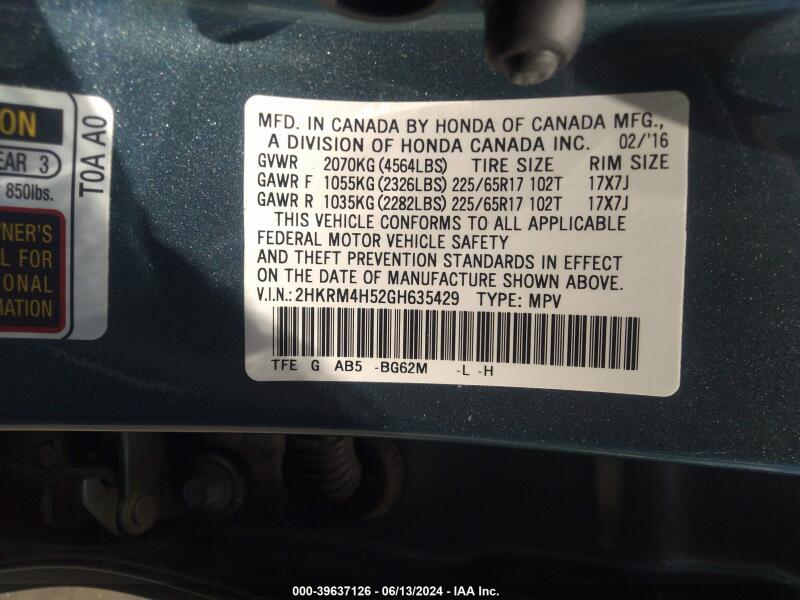 MFD. IN CANADA BY HONDA OF CANADA MFG.,
A DIVISION OF HONDA CANADA INC. 02/'16
GVWR 2070KG(4564LBS) TIRE SIZE RIM SIZE
GAWR F 1055KG(2326LBS) 225/65R17 102T 17X7J
GAWR R 1035KG(2282LBS) 225/65R17 102T 17X7J
THIS VEHICLE CONFORMS TO ALL APPLICABLE
FEDERAL MOTOR VEHICLE SAFETY
AND THEFT PREVENTION STANDARDS IN EFFECT
ON THE DATE OF MANUFACTURE SHOWN ABOVE.
V.I.N.: 2HKRM4H52GH635429 TYPE: MPV
TFE G AB5 -BG62M -L -H
ON
EAR 3
850lbs.
T0A A0
NER'S
L FOR
IONAL
MATION
000-39637126 - 06/13/2024 - IAA Inc.